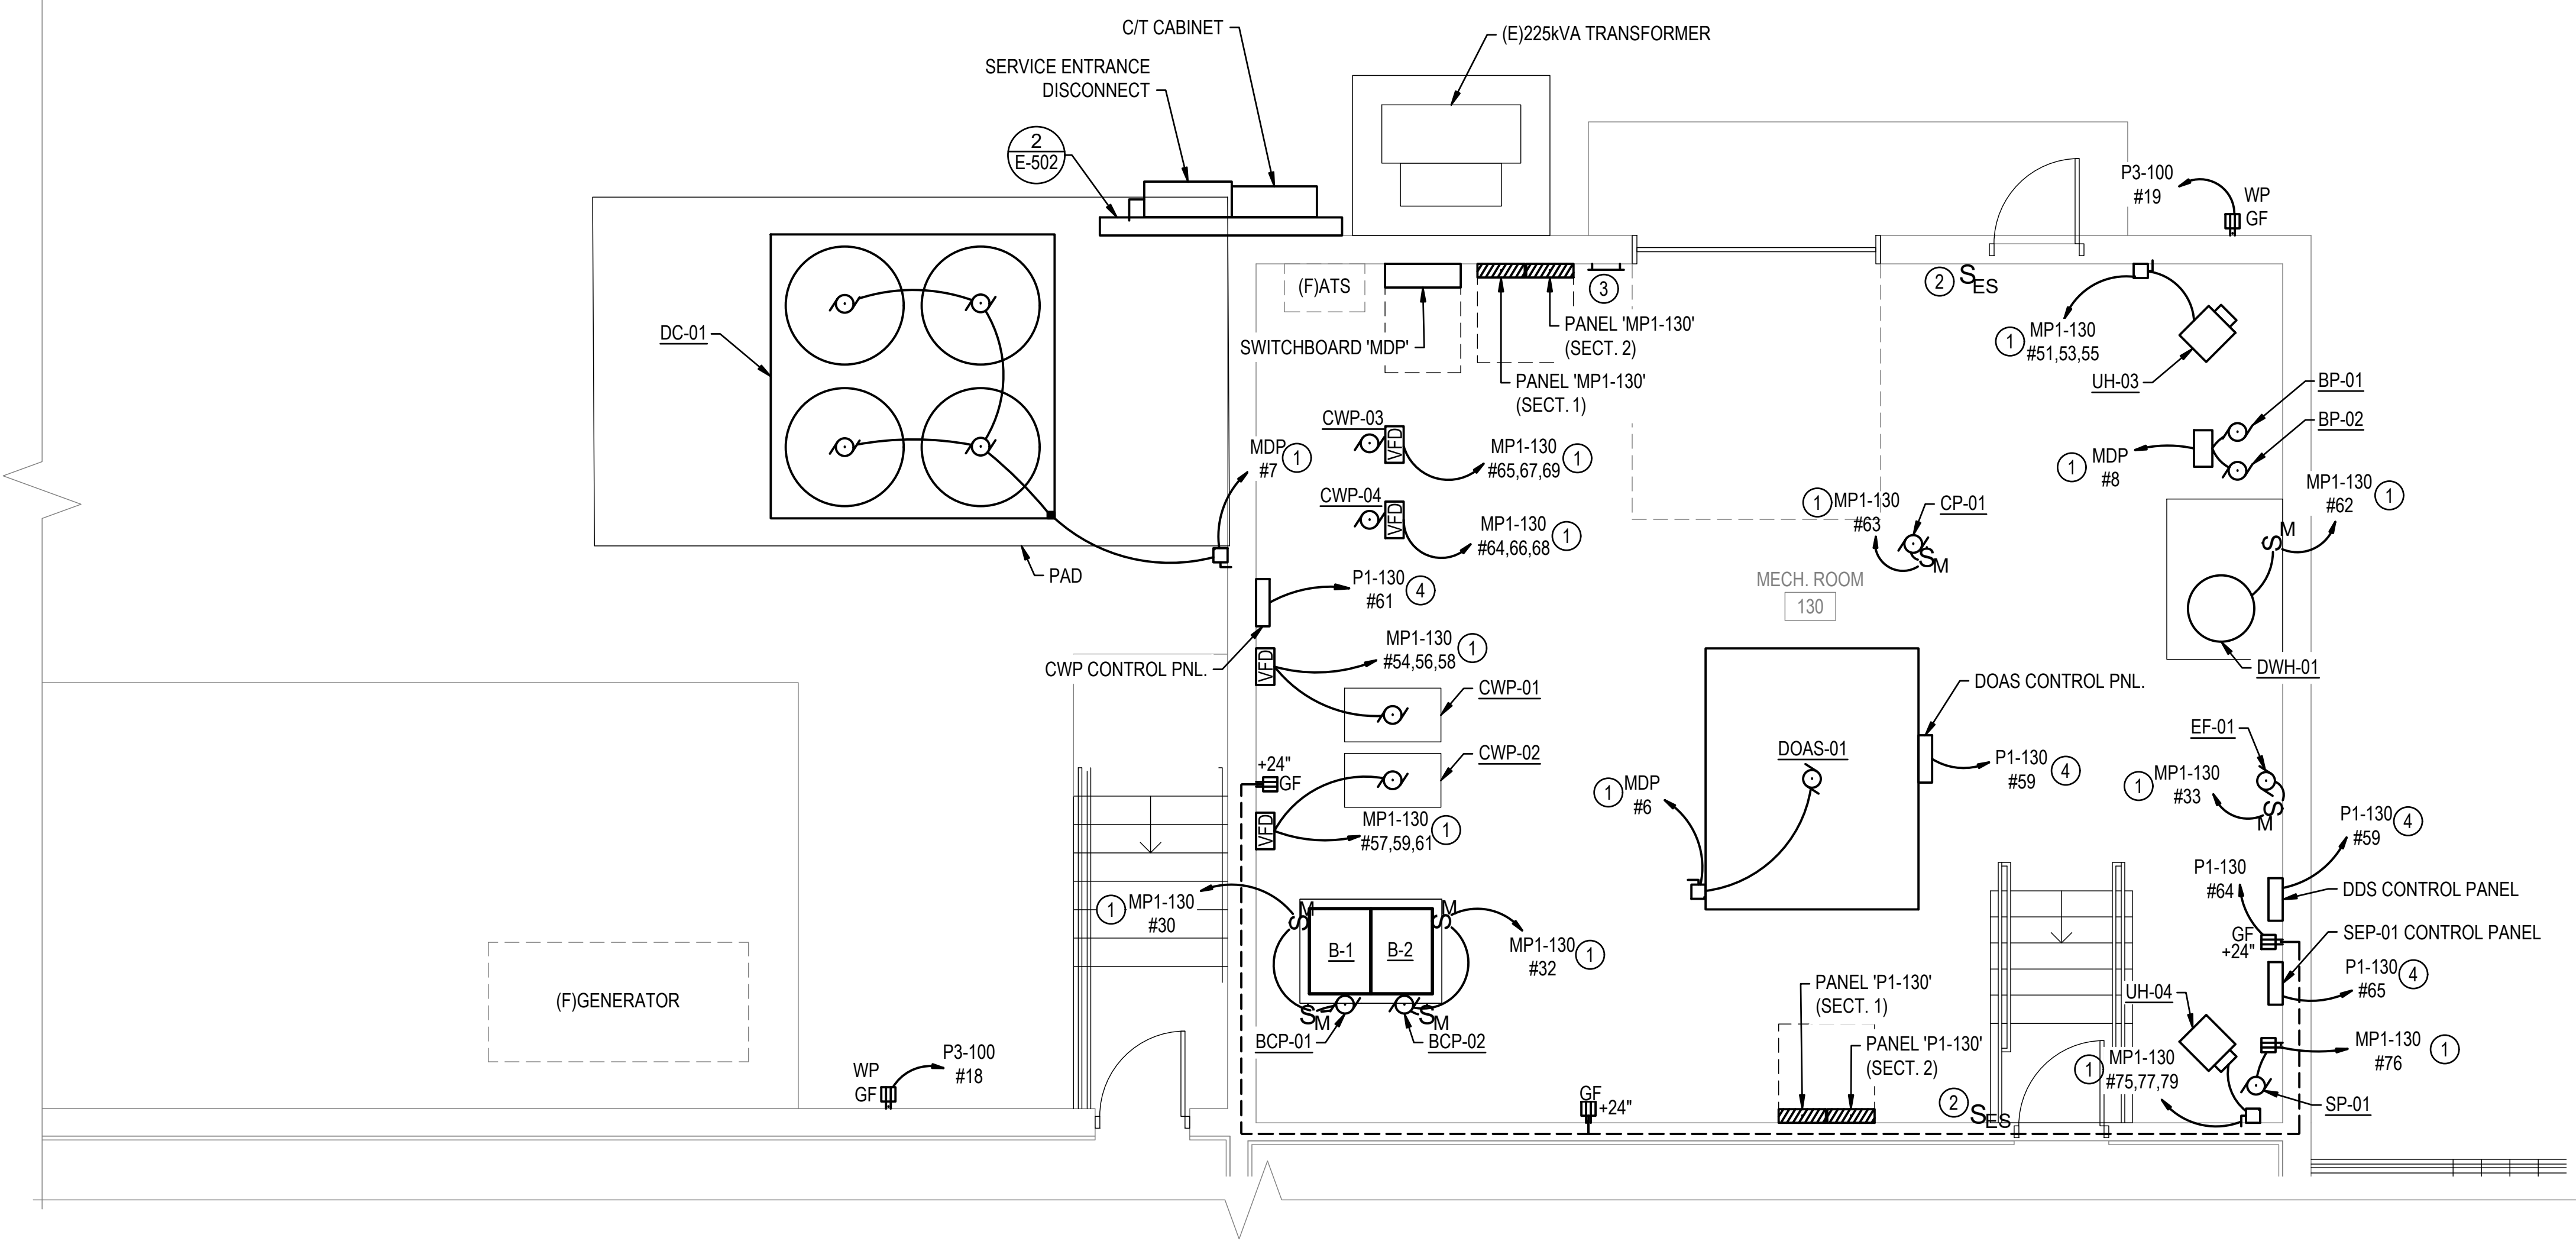 C/T CABINET
(E)225kVA TRANSFORMER
SERVICE ENTRANCE
DISCONNECT
2
E-502
P3-100
#19
WP
GF
(F)ATS
3
2
SES
DC-01
SWITCHBOARD 'MDP'
PANEL 'MP1-130'
(SECT. 2)
PANEL 'MP1-130'
(SECT. 1)
1
MP1-130
#51,53,55
UH-03
BP-01
BP-02
CWP-03
VFD
MP1-130
#65,67,69
1
MDP
#7
1
1
MDP
#8
CWP-04
VFD
MP1-130
#64,66,68
1
1
MP1-130
#63
CP-01
SM
MP1-130
#62
1
SM
PAD
P1-130
#61
4
MECH. ROOM
130
CWP CONTROL PNL.
VFD
MP1-130
#54,56,58
1
DWH-01
CWP-01
DOAS CONTROL PNL.
CWP-02
DOAS-01
EF-01
+24"
GF
P1-130
#59
4
1
MDP
#6
1
MP1-130
#33
SM
VFD
MP1-130
#57,59,61
1
P1-130
#59
4
P1-130
#64
DDS CONTROL PANEL
1
MP1-130
#30
SM
SM
B-1
B-2
MP1-130
#32
1
GF
+24"
SEP-01 CONTROL PANEL
P1-130
#65
4
(F)GENERATOR
PANEL 'P1-130'
(SECT. 1)
UH-04
SM
SM
BCP-01
BCP-02
PANEL 'P1-130'
(SECT. 2)
MP1-130
#76
1
WP
GF
P3-100
#18
1
MP1-130
#75,77,79
GF
+24"
2
SES
SP-01